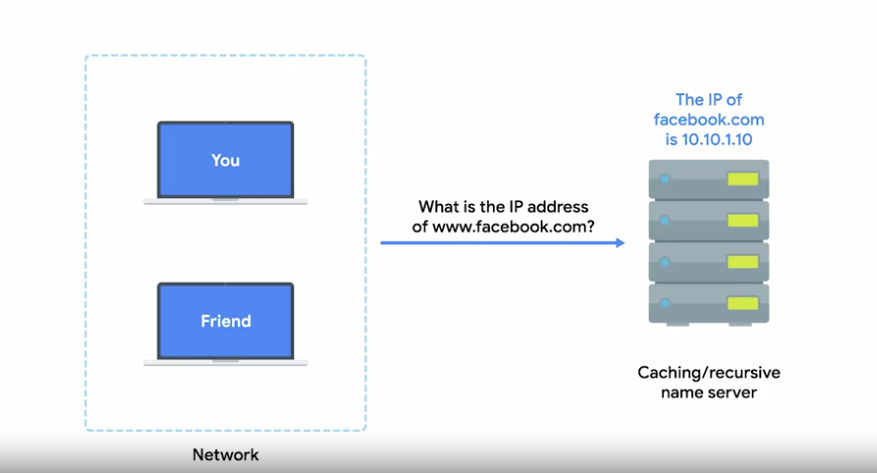 You
Friend
Network
What is the IP address
of www.facebook.com?
The IP of
facebook.com
is 10.10.1.10
Caching/recursive
name server